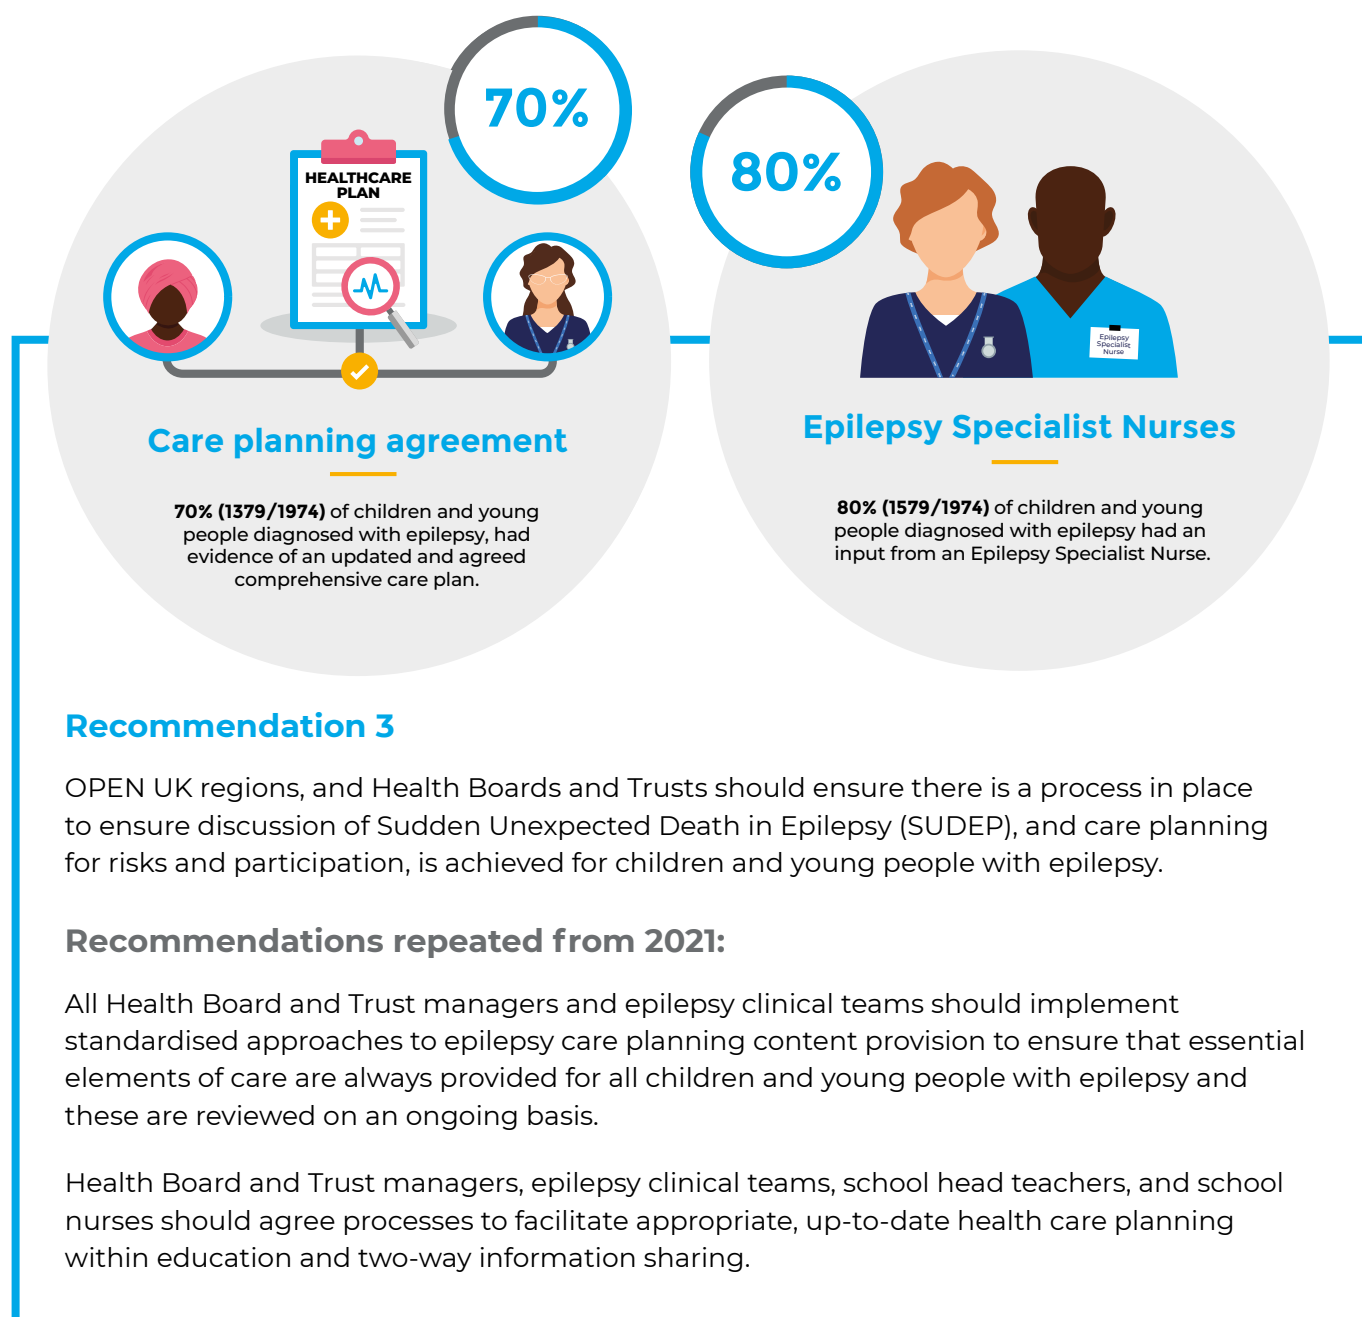 70%
HEALTHCARE
PLAN
Care planning agreement
70% (1379/1974) of children and young
people diagnosed with epilepsy, had
evidence of an updated and agreed
comprehensive care plan.
80%
Epilepsy
Specialist
Nurse
Epilepsy Specialist Nurses
80% (1579/1974) of children and young
people diagnosed with epilepsy had an
input from an Epilepsy Specialist Nurse.
Recommendation 3
OPEN UK regions, and Health Boards and Trusts should ensure there is a process in place
to ensure discussion of Sudden Unexpected Death in Epilepsy (SUDEP), and care planning
for risks and participation, is achieved for children and young people with epilepsy.
Recommendations repeated from 2021:
All Health Board and Trust managers and epilepsy clinical teams should implement
standardised approaches to epilepsy care planning content provision to ensure that essential
elements of care are always provided for all children and young people with epilepsy and
these are reviewed on an ongoing basis.
Health Board and Trust managers, epilepsy clinical teams, school head teachers, and school
nurses should agree processes to facilitate appropriate, up-to-date health care planning
within education and two-way information sharing.